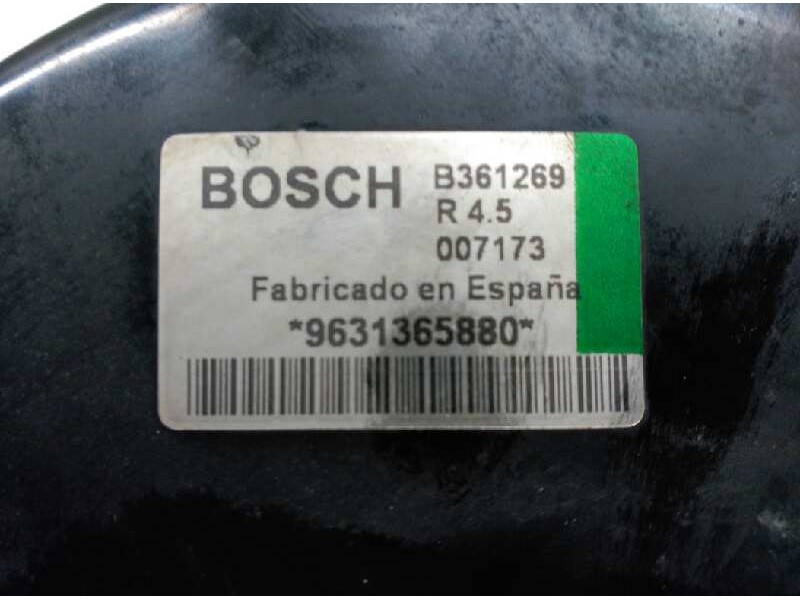 BOSCH B361269
R 4.5
007173
Fabricado en España
*9631365880*